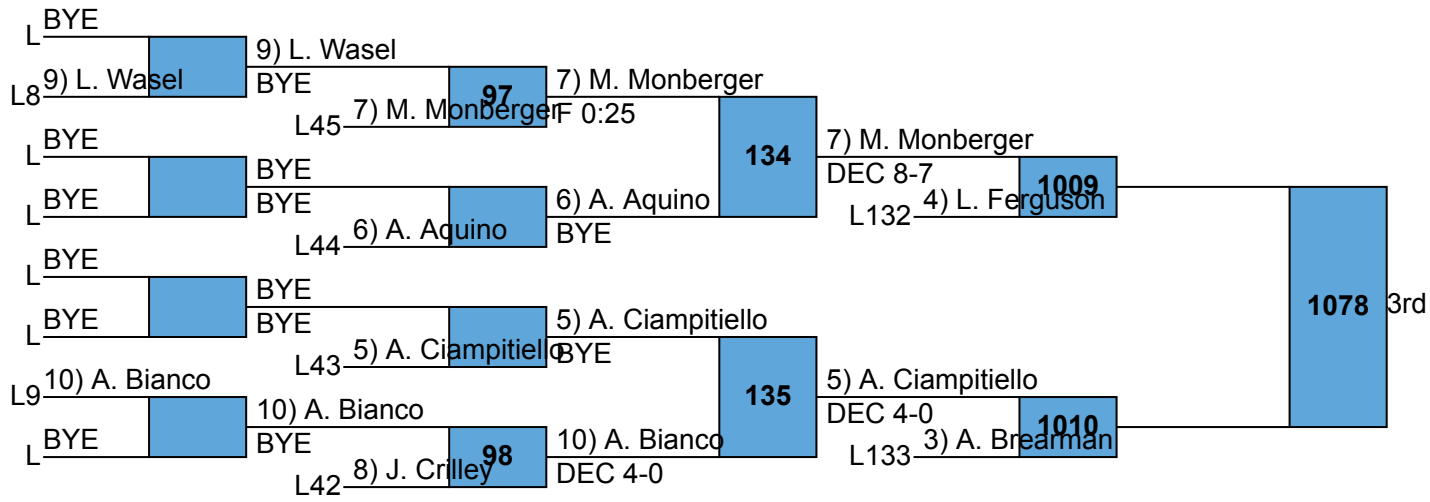 BYE
L
9) L. Wasel
L8 9) L. Wasel
BYE
97
7) M. Monberger
L45 7) M. Monberger
F 0:25
BYE
L
134
7) M. Monberger
BYE
DEC 8-7
1009
L BYE
BYE
6) A. Aquino
L132 4) L. Ferguson
L44 6) A. Aquino
BYE
BYE
L
BYE
1078 3rd
L BYE
BYE
5) A. Ciampitiello
L43 5) A. Ciampitiello
BYE
L9 10) A. Bianco
135
5) A. Ciampitiello
10) A. Bianco
DEC 4-0
1010
L BYE
BYE
98
10) A. Bianco
L133 3) A. Brearman
L42 8) J. Crilley
DEC 4-0